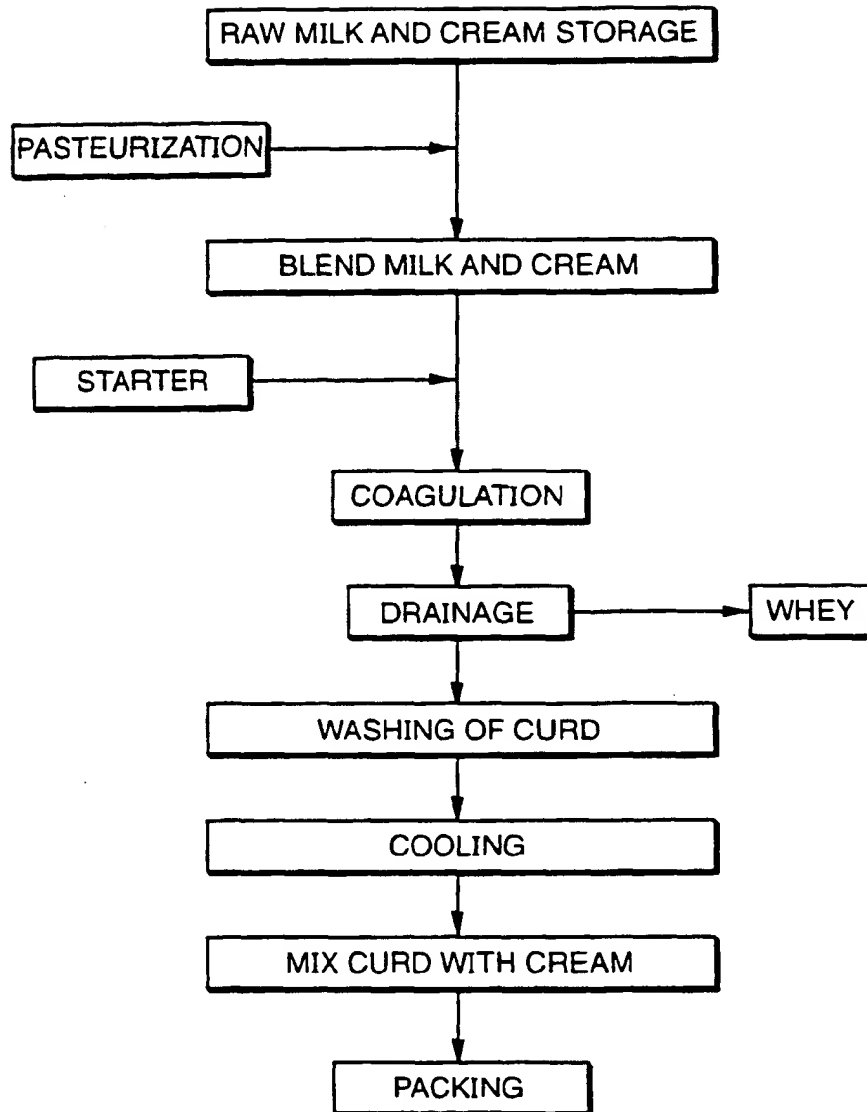 RAW MILK AND CREAM STORAGE
PASTEURIZATION
BLEND MILK AND CREAM
STARTER
COAGULATION
DRAINAGE
WHEY
WASHING OF CURD
COOLING
MIX CURD WITH CREAM
PACKING